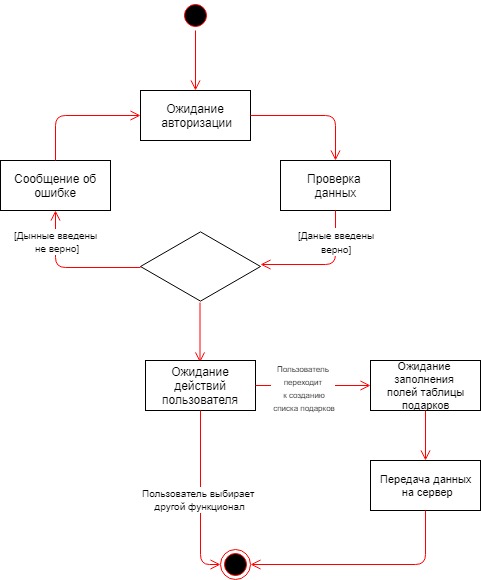 Ожидание
авторизации
Сообщение об
ошибке
Проверка
данных
[Дынные введены
не верно]
[Даные введены
верно]
Ожидание
действий
пользователя
Пользователь
переходит
к созданию
списка подарков
Ожидание
заполнения
полей таблицы
подарков
Передача данных
на сервер
Пользователь выбирает
другой функционал